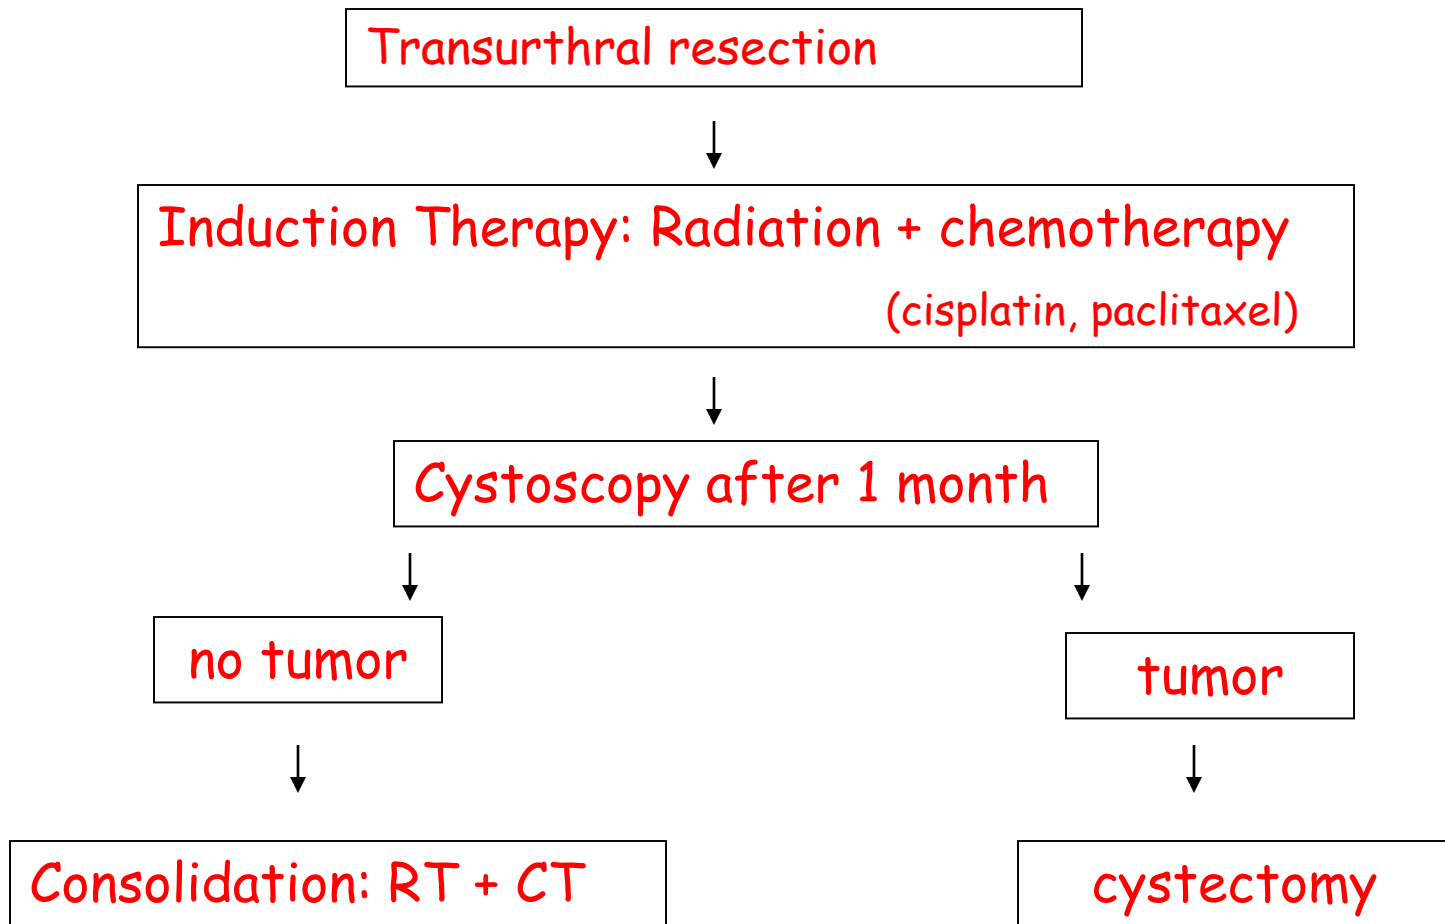 Transurthral resection
Induction Therapy: Radiation + chemotherapy
(cisplatin, paclitaxel)
Cystoscopy after 1 month
no tumor
tumor
Consolidation: RT + CT
cystectomy